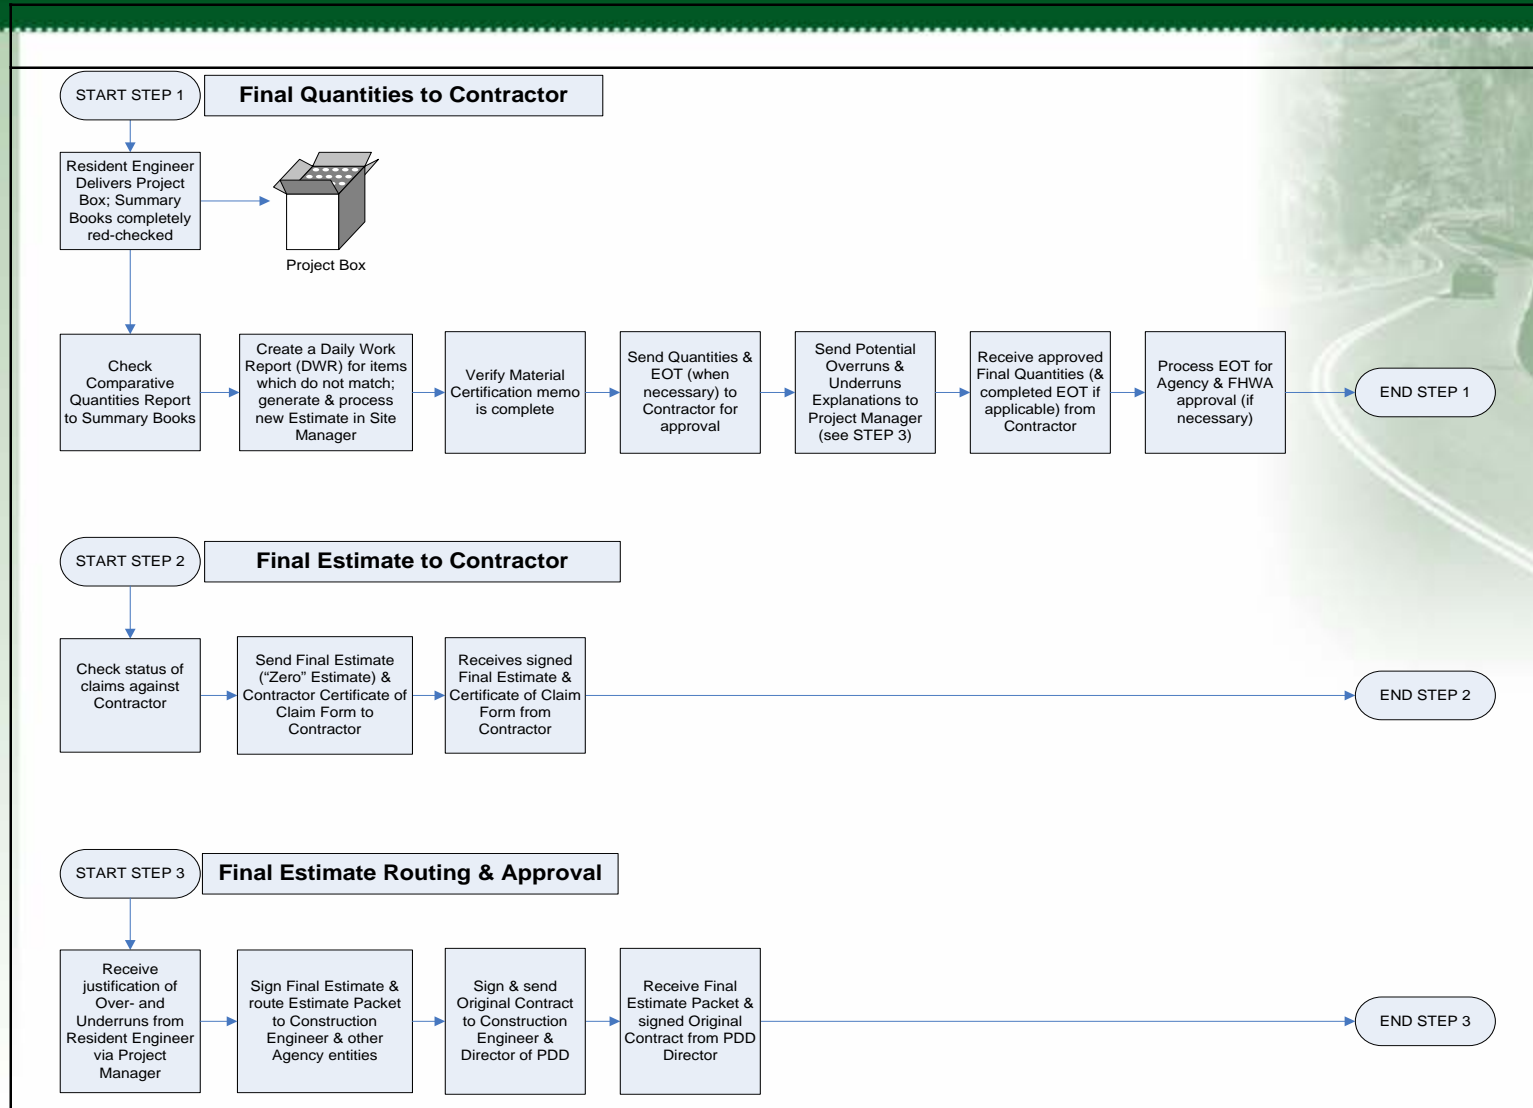 START STEP 1
Final Quantities to Contractor
Resident Engineer
Delivers Project
Box; Summary
Books completely
red-checked
Project Box
Check
Comparative
Quantities Report
to Summary Books
Create a Daily Work
Report (DWR) for items
which do not match;
generate & process
new Estimate in Site
Manager
Verify Material
Certification memo
is complete
Send Quantities &
EOT (when
necessary) to
Contractor for
approval
Send Potential
Overruns &
Underruns
Explanations to
Project Manager
(see STEP 3)
Receive approved
Final Quantities (&
completed EOT if
applicable) from
Contractor
Process EOT for
Agency & FHWA
approval (if
necessary)
END STEP 1
START STEP 2
Final Estimate to Contractor
Check status of
claims against
Contractor
Send Final Estimate
(“Zero” Estimate) &
Contractor Certificate of
Claim Form to
Contractor
Receives signed
Final Estimate &
Certificate of Claim
Form from
Contractor
END STEP 2
START STEP 3
Final Estimate Routing & Approval
Receive
justification of
Over- and
Underruns from
Resident Engineer
via Project
Manager
Sign Final Estimate &
route Estimate Packet
to Construction
Engineer & other
Agency entities
Sign & send
Original Contract
to Construction
Engineer &
Director of PDD
Receive Final
Estimate Packet &
signed Original
Contract from PDD
Director
END STEP 3